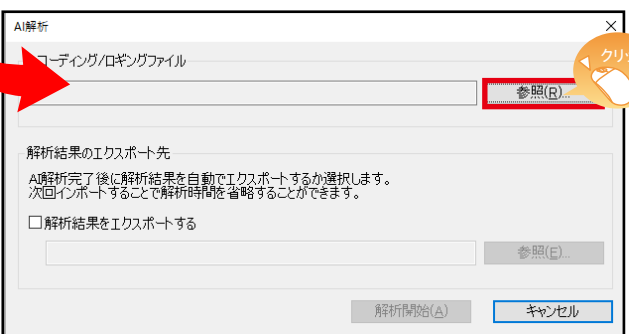 AI解析
コーディング/ロギングファイル
参照(R)...
クリッ
解析結果のエクスポート先
AI解析完了後に解析結果を自動でエクスポートするか選択します。
次回インポートすることで解析時間を省略することができます。
解析結果をエクスポートする
参照(E)...
解析開始(A)
キャンセル